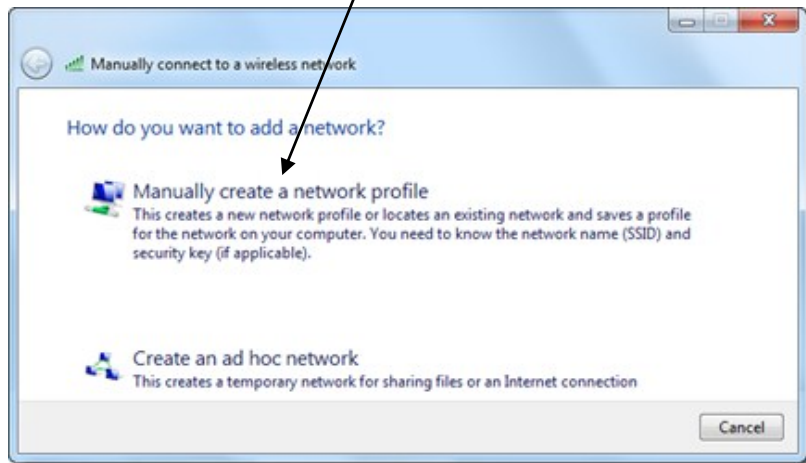 Manually connect to a wireless network
How do you want to add a network?
Manually create a network profile
This creates a new network profile or locates an existing network and saves a profile
for the network on your computer. You need to know the network name (SSID) and
security key (if applicable).
Create an ad hoc network
This creates a temporary network for sharing files or an Internet connection
Cancel